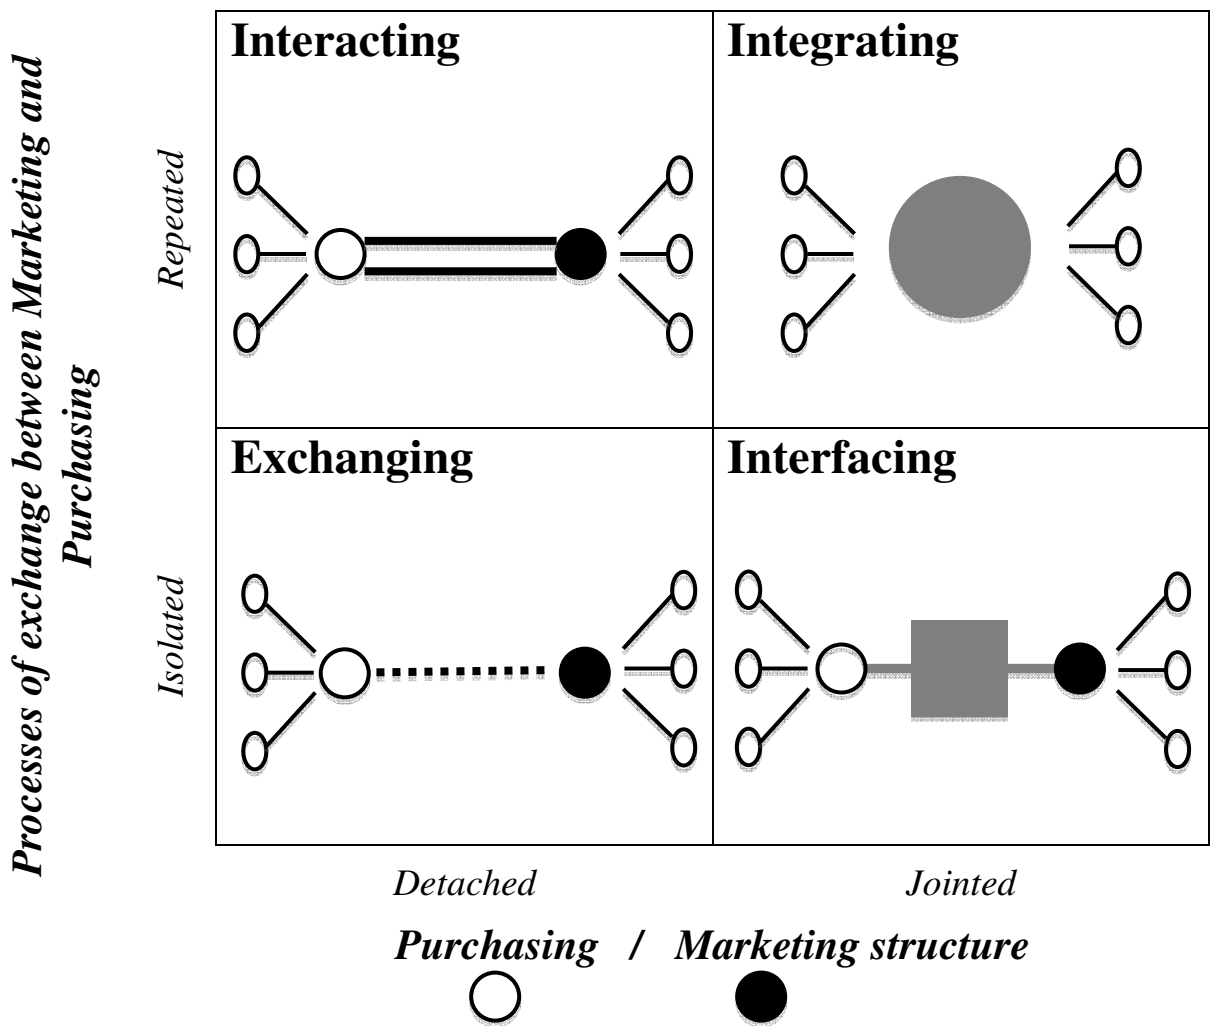 Processes of exchange between Marketing and
Purchasing
Repeated
Isolated
Interacting
Integrating
Exchanging
Interfacing
Detached
Jointed
Purchasing / Marketing structure